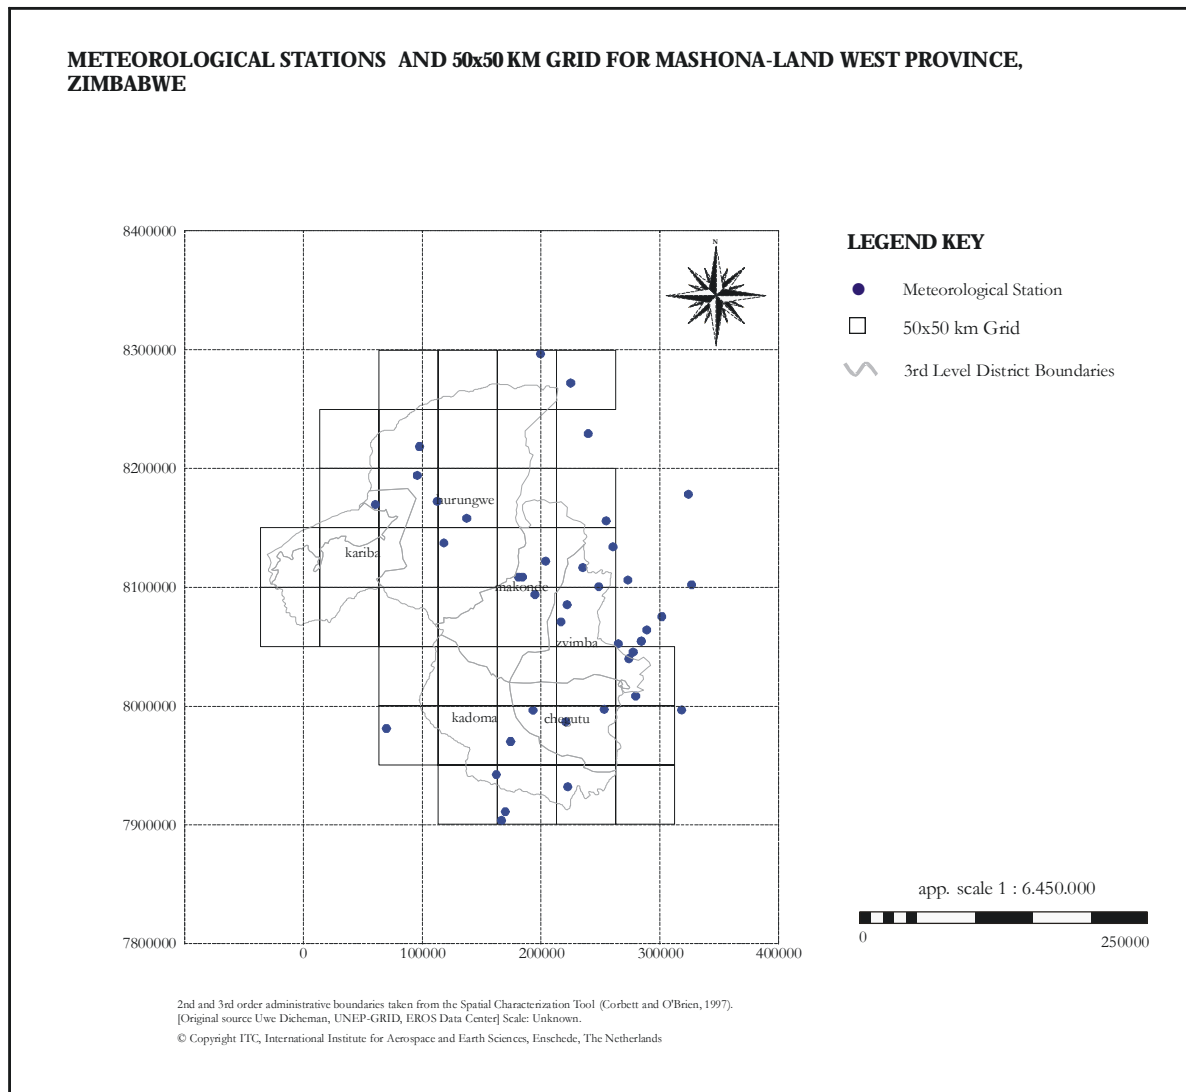 METEOROLOGICAL STATIONS AND 50x50 KM GRID FOR MASHONA-LAND WEST PROVINCE,
ZIMBABWE
8400000
8300000
8200000
8100000
8000000
7900000
7800000
0
100000
200000
300000
400000
N
hurungwe
kariba
makonde
zvimba
kadoma
chegutu
LEGEND KEY
Meteorological Station
50x50 km Grid
3rd Level District Boundaries
app. scale 1 : 6.450.000
0
250000
2nd and 3rd order administrative boundaries taken from the Spatial Characterization Tool (Corbett and O'Brien, 1997).
[Original source Uwe Dicheman, UNEP-GRID, EROS Data Center] Scale: Unknown.
© Copyright ITC, International Institute for Aerospace and Earth Sciences, Enschede, The Netherlands